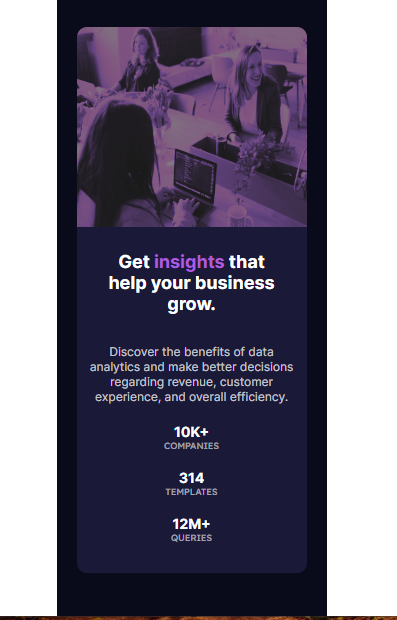 Get insights that
help your business
grow.
Discover the benefits of data
analytics and make better decisions
regarding revenue, customer
experience, and overall efficiency.
10K+
COMPANIES
314
TEMPLATES
12M+
QUERIES